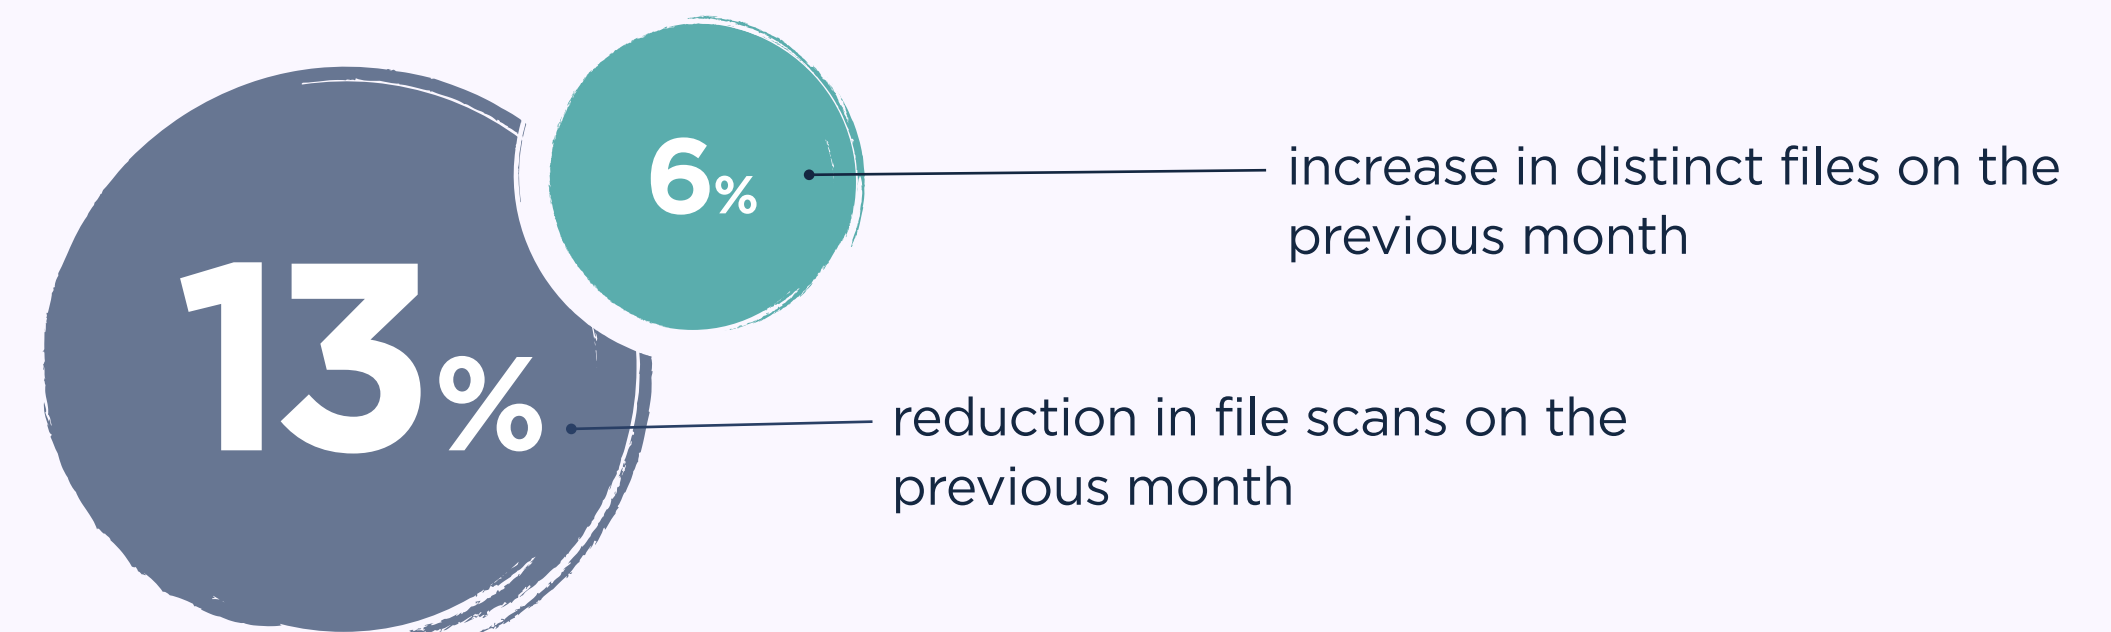 6%
increase in distinct files on the
previous month
13%
reduction in file scans on the
previous month